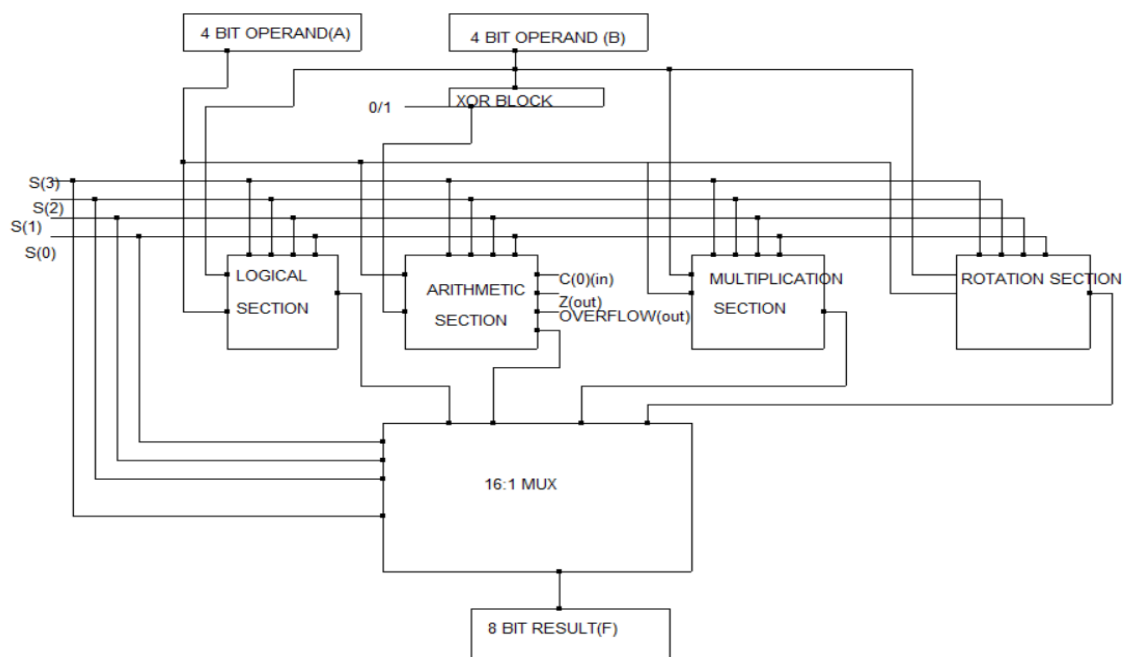 4 BIT OPERAND(A)
4 BIT OPERAND (B)
XOR BLOCK
0/1
S(3)
S(2)
S(1)
S(0)
LOGICAL
SECTION
ARITHMETIC
SECTION
C(0)(in)
Z(out)
OVERFLOW(out)
MULTIPLICATION
SECTION
ROTATION SECTION
16:1 MUX
8 BIT RESULT(F)